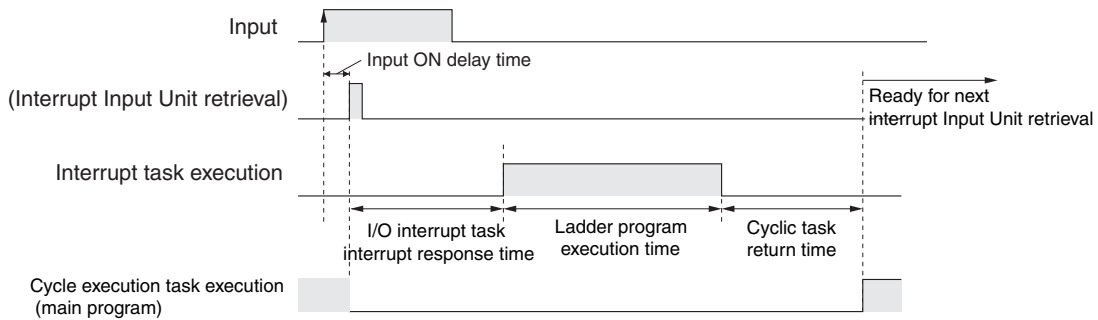 Input
Input ON delay time
(Interrupt Input Unit retrieval)
Ready for next
interrupt Input Unit retrieval
Interrupt task execution
I/O interrupt task
interrupt response time
Ladder program
execution time
Cyclic task
return time
Cycle execution task execution
(main program)